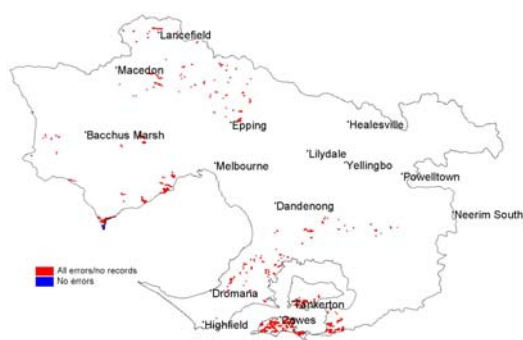 Lancefield
Macedon
Epping
Healesville
Bacchus Marsh
Lilydale
Melbourne
Yellingbo
Powelltown
Dandenong
Neerim South
All errors/no records
No errors
Dromana
Tankerton
Cowes
Highfield